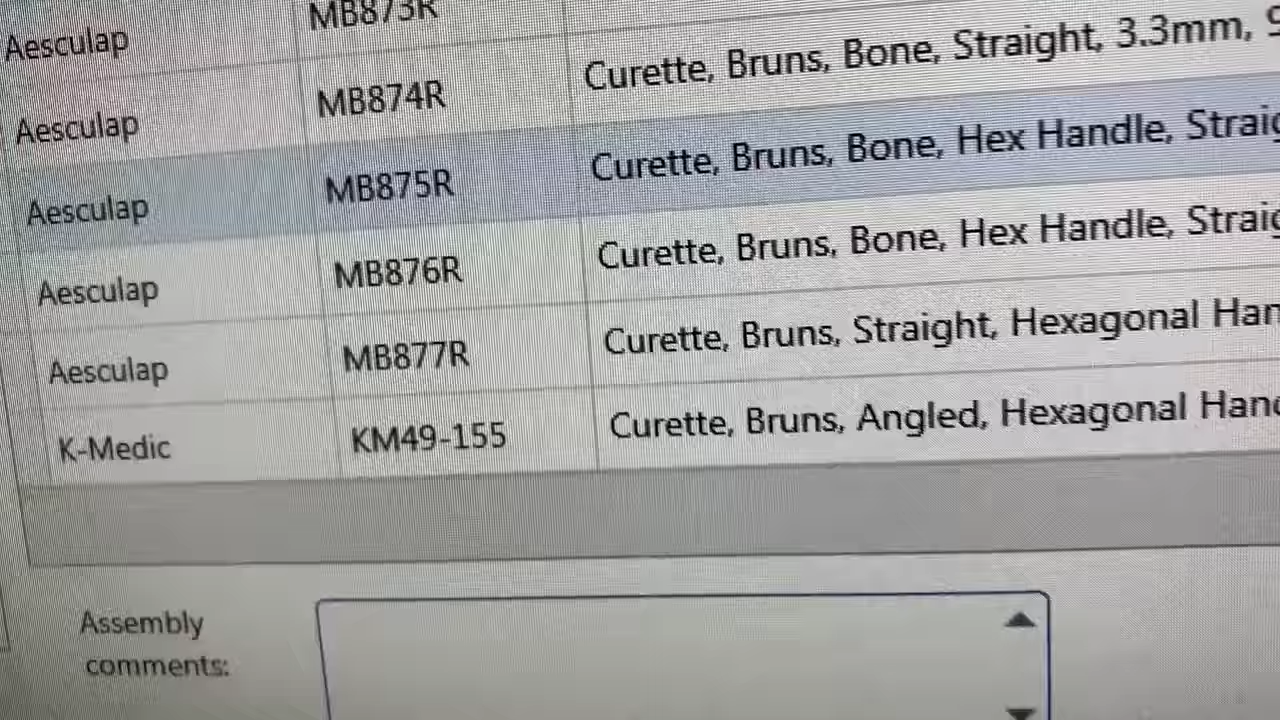 Aesculap MB873R
Aesculap MB874R Curette, Bruns, Bone, Straight, 3.3mm,
Aesculap MB875R Curette, Bruns, Bone, Hex Handle,
Aesculap MB876R Curette, Bruns, Bone, Hex Handle,
Aesculap MB877R Curette, Bruns, Straight, Hexagonal
K-Medic KM49-155 Curette, Bruns, Angled, Hexagonal
Assembly
comments: